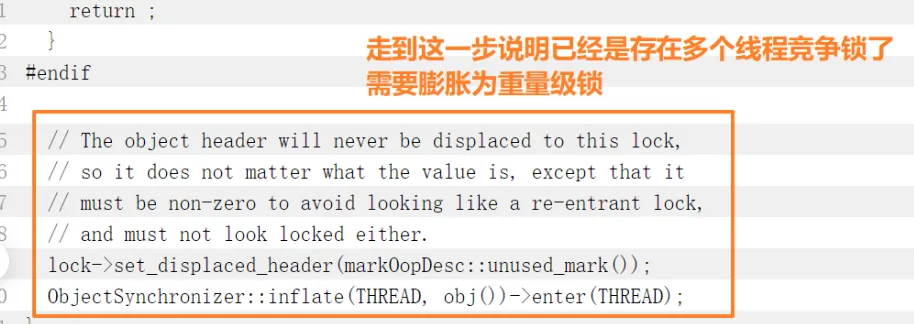 return ;
2 }
3 #endif
走到这一步说明已经是存在多个线程竞争锁了
需要膨胀为重量级锁
4
5 // The object header will never be displaced to this lock,
6 // so it does not matter what the value is, except that it
7 // must be non-zero to avoid looking like a re-entrant lock,
8 // and must not look locked either.
lock->set_displaced_header(markOopDesc::unused_mark());
0 ObjectSynchronizer::inflate(THREAD, obj())->enter(THREAD);
}